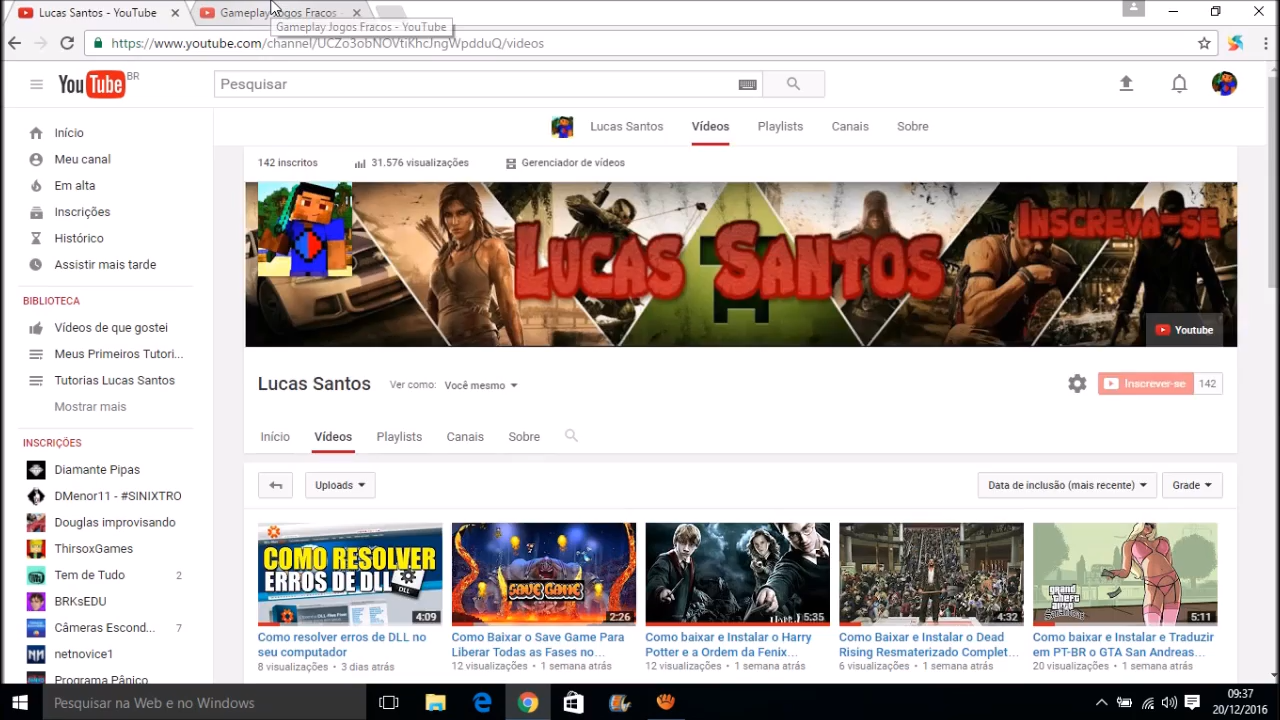 Lucas Santos - YouTube
Gameplay Jogos Fracos -
Gameplay Jogos Fracos - YouTube
https://www.youtube.com/channel/UCZo3obNOVtiKhcJngWpdduQ/videos
YouTube BR
Pesquisar
Lucas Santos Vídeos Playlists Canais Sobre
142 inscritos 31.576 visualizações Gerenciador de vídeos
LUCAS SANTOS
INSCREVA-SE
Youtube
Lucas Santos Ver como: Você mesmo
Inscrever-se 142
Início Vídeos Playlists Canais Sobre
Uploads Data de inclusão (mais recente) Grade
Início
Meu canal
Em alta
Inscrições
Histórico
Assistir mais tarde
BIBLIOTECA
Vídeos de que gostei
Meus Primeiros Tutori...
Tutorias Lucas Santos
Mostrar mais
INSCRIÇÕES
Diamante Pipas
DMenor11 - #SINIXTRO
Douglas improvisando
ThirsoxGames
Tem de Tudo 2
BRKsEDU
Câmeras Escond... 7
netnovice1
Programa Pânico
COMO RESOLVER
ERROS DE DLL
DLL
4:09
Como resolver erros de DLL no
seu computador
8 visualizações • 3 dias atrás
SAVE GAME
2:26
Como Baixar o Save Game Para
Liberar Todas as Fases no...
12 visualizações • 1 semana atrás
5:35
Como baixar e Instalar o Harry
Potter e a Ordem da Fenix...
12 visualizações • 1 semana atrás
4:32
Como Baixar e Instalar o Dead
Rising Resmaterizado Complet...
6 visualizações • 1 semana atrás
grand
theft
auto
5:11
Como baixar e Instalar e Traduzir
em PT-BR o GTA San Andreas...
20 visualizações • 1 semana atrás
Pesquisar na Web e no Windows
09:37
20/12/2016